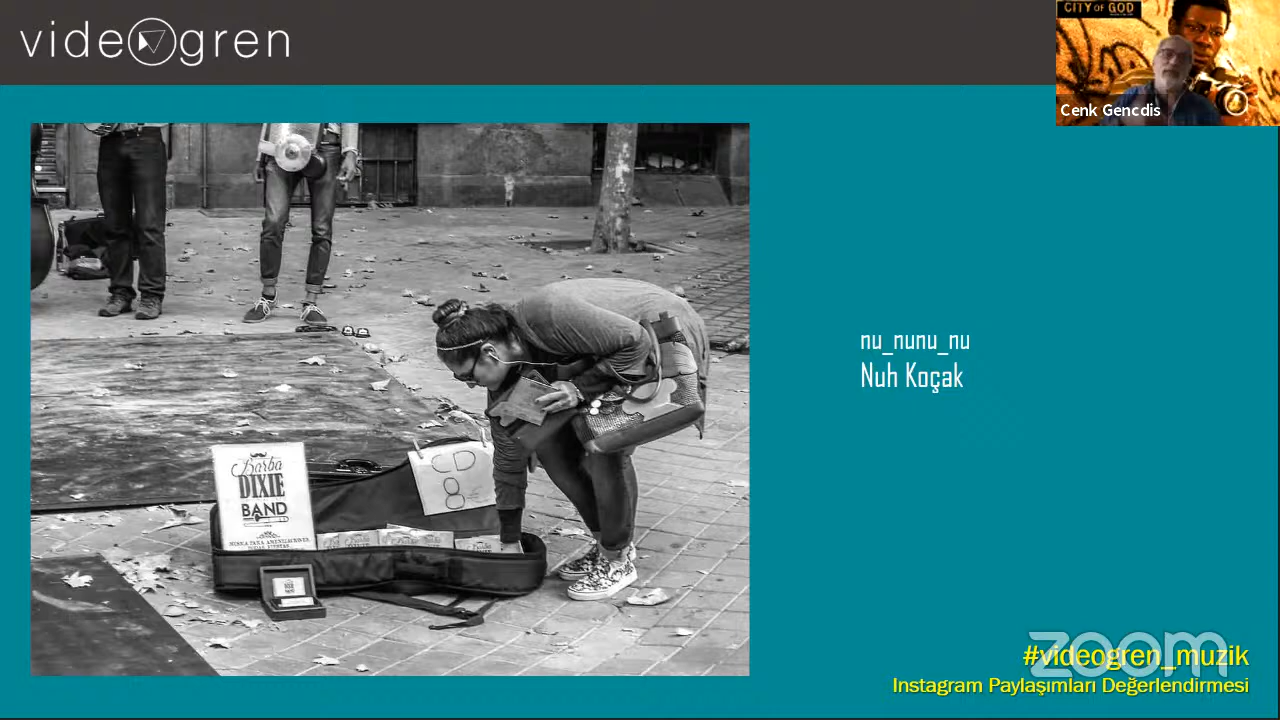 videogren
CITY OF GOD
Cenk Gencdis
nu_nunu_nu
Nuh Koçak
Barba
DIXIE
BAND
CD
8
zoom
#videogren_muzik
Instagram Paylaşımları Değerlendirmesi